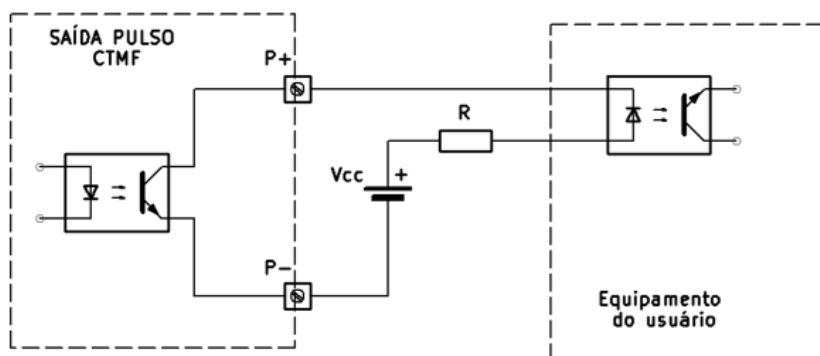 SAÍDA PULSO
CTMF
P+
R
Vcc
+
P-
Equipamento
do usuário